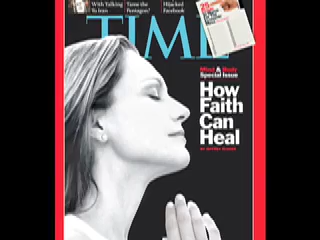 With Talking
To Iran
Tame the
Pentagon?
Hijacked
Facebook
TIME
Mind & Body
Special Issue
How
Faith
Can
Heal